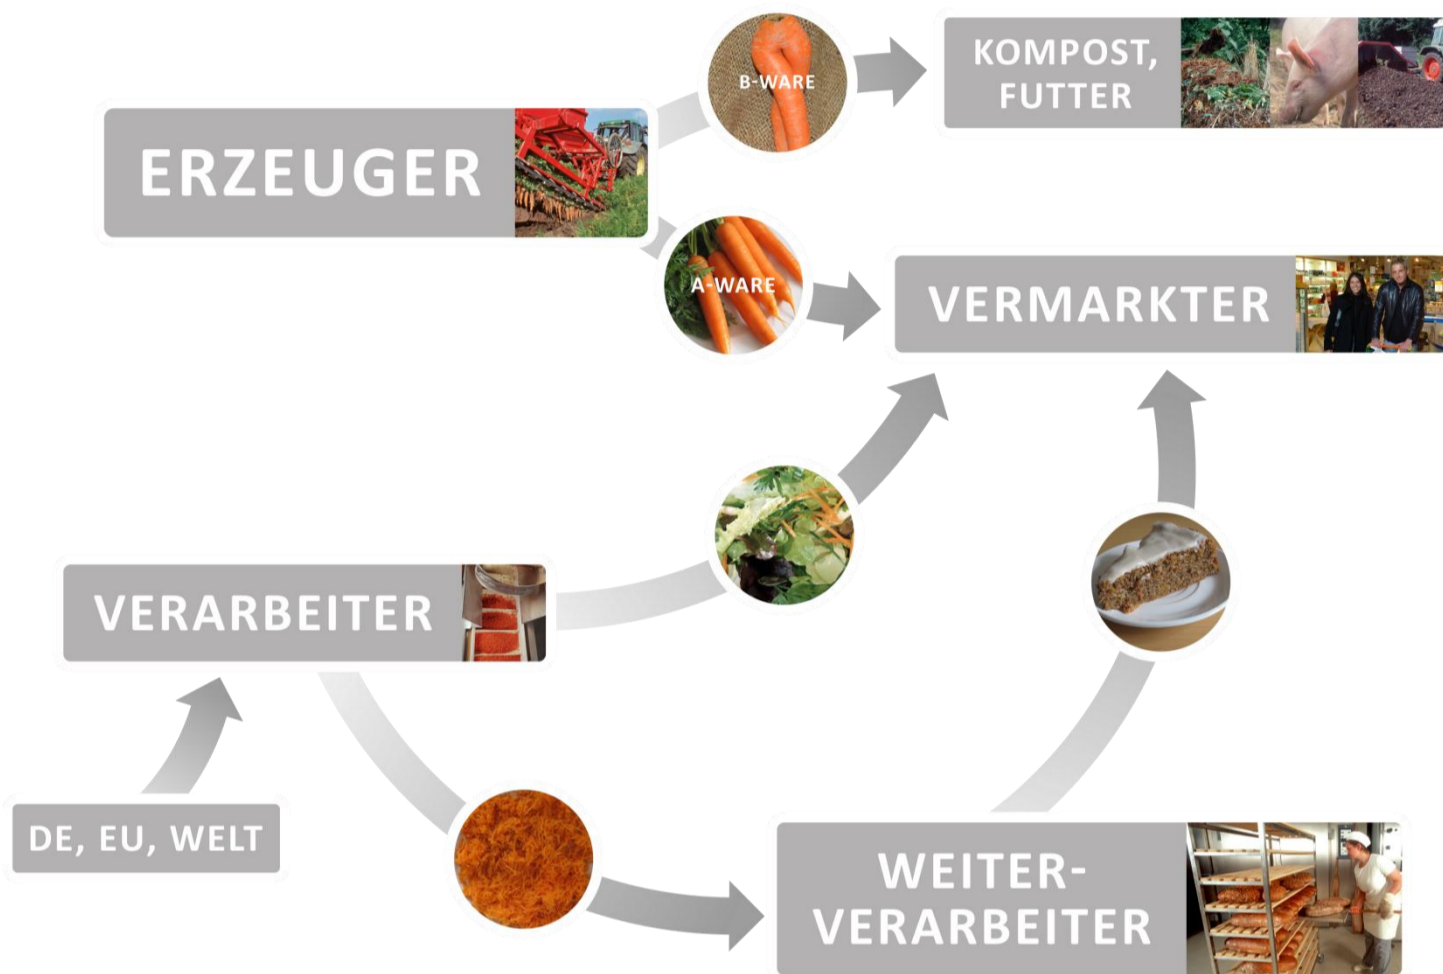 B-WARE
KOMPOST,
FUTTER
ERZEUGER
A-WARE
VERMARKTER
VERARBEITER
DE, EU, WELT
WEITER-
VERARBEITER